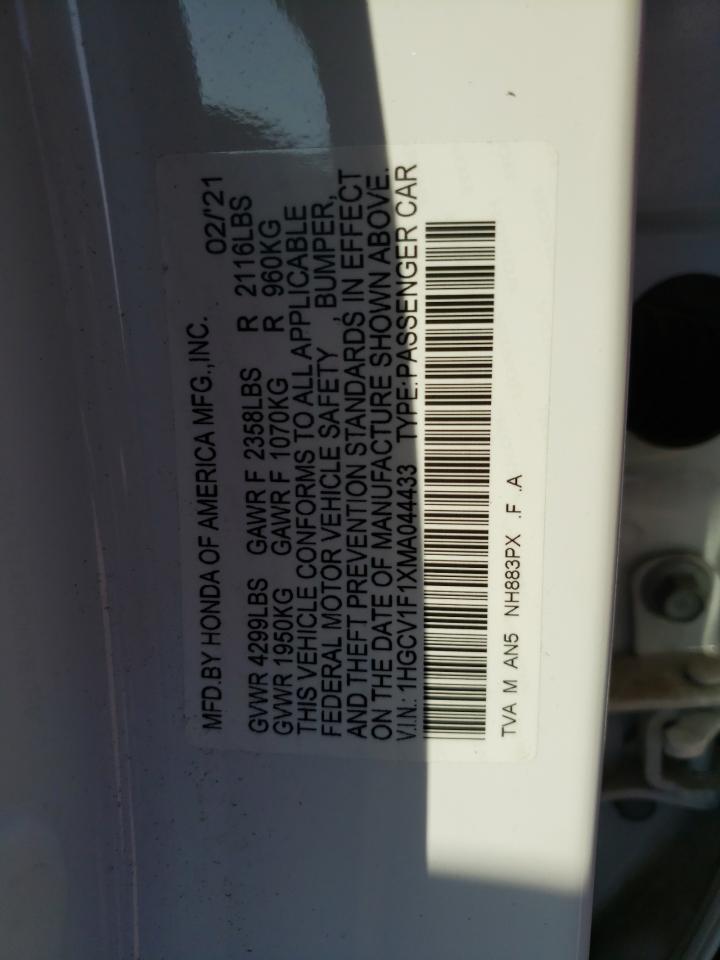 MFD.BY HONDA OF AMERICA MFG.,INC. 02/'21
GVWR 4299LBS GAWR F 2358LBS R 2116LBS
GVWR 1950KG GAWR F 1070KG R 960KG
THIS VEHICLE CONFORMS TO ALL APPLICABLE
FEDERAL MOTOR VEHICLE SAFETY , BUMPER,
AND THEFT PREVENTION STANDARDS IN EFFECT
ON THE DATE OF MANUFACTURE SHOWN ABOVE.
V.I.N.: 1HGCV1F1XMA044433 TYPE:PASSENGER CAR
TVA M AN5 NH883PX .F .A